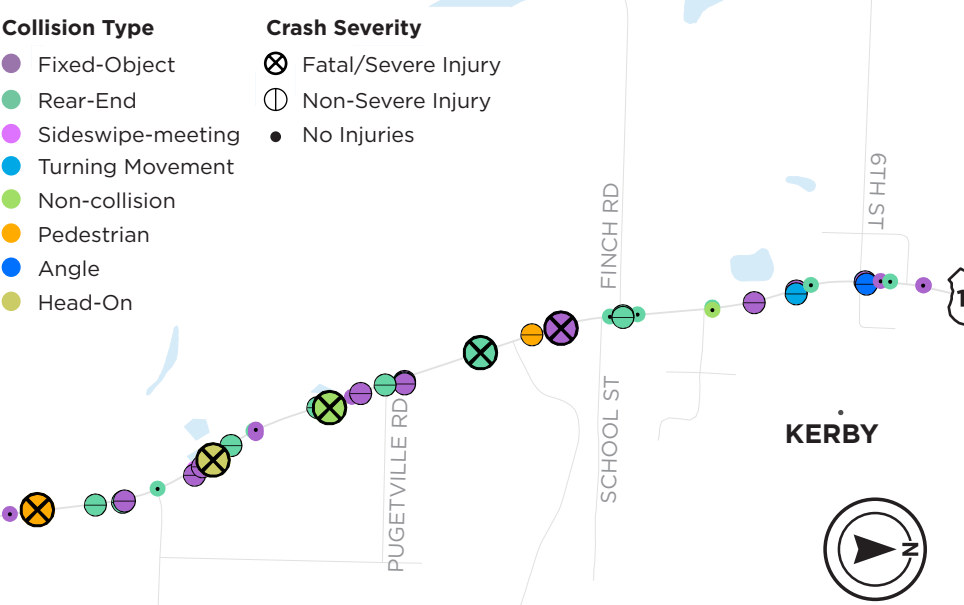 Collision Type
Fixed-Object
Rear-End
Sideswipe-meeting
Turning Movement
Non-collision
Pedestrian
Angle
Head-On
Crash Severity
Fatal/Severe Injury
Non-Severe Injury
No Injuries
6TH ST
FINCH RD
1
SCHOOL ST
PUGETVILLE RD
KERBY
N